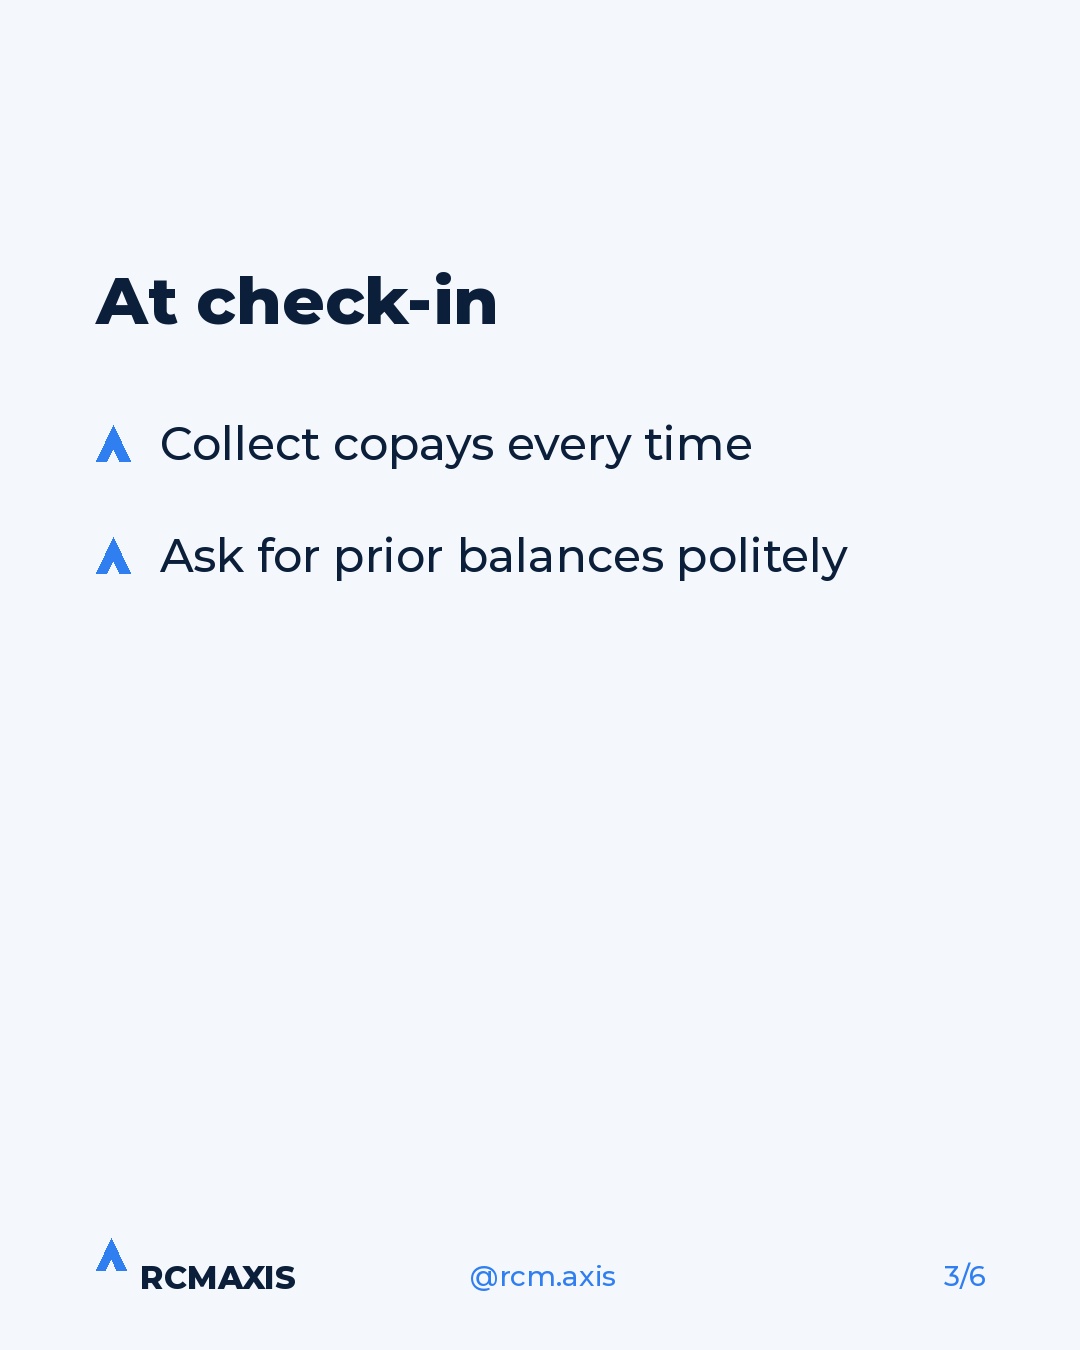 At check-in
Collect copays every time
Ask for prior balances politely
RCMAXIS
@rcm.axis
3/6